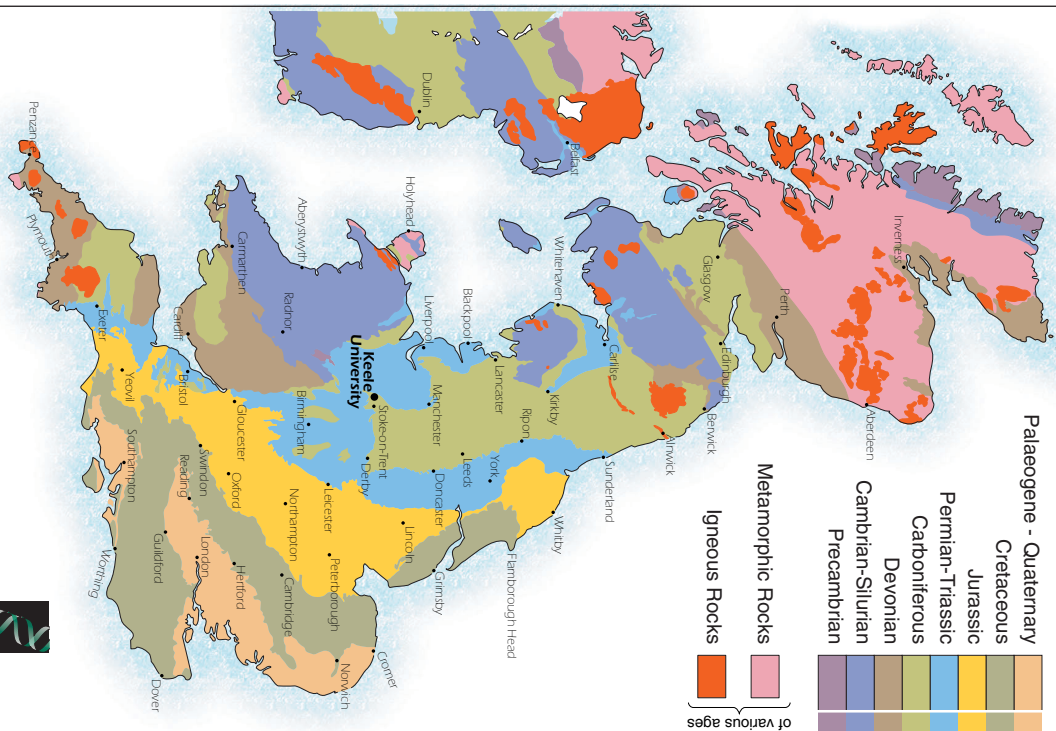 Palaeogene - Quaternary
Cretaceous
Jurassic
Permian-Triassic
Carboniferous
Devonian
Cambrian-Silurian
Precambrian
Metamorphic Rocks
Igneous Rocks
of various ages
Inverness
Aberdeen
Perth
Glasgow
Edinburgh
Berwick
Alnwick
Belfast
Carlilse
Sunderland
Whitehaven
Kirkby
Whitby
Ripon
Lancaster
York
Flamborough Head
Blackpool
Leeds
Dublin
Liverpool
Manchester
Doncaster
Grimsby
Holyhead
Lincoln
Keele
University
Stoke-on-Trent
Derby
Cromer
Leicester
Peterborough
Norwich
Aberystwyth
Radnor
Birmingham
Northampton
Cambridge
Carmarthen
Gloucester
Oxford
Hertford
Cardiff
Bristol
Swindon
Reading
London
Guildford
Dover
Yeovil
Southampton
Worthing
Exeter
Plymouth
Penzance